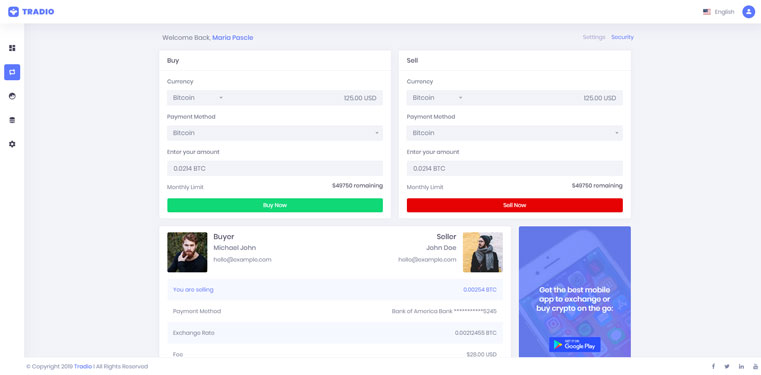 TRADIO
English
Welcome Back, Maria Pascle
Settings
Security
Buy
Currency
Bitcoin
125.00 USD
Payment Method
Bitcoin
Enter your amount
0.0214 BTC
Monthly Limit
$49750 remaining
Buy Now
Sell
Currency
Bitcoin
125.00 USD
Payment Method
Bitcoin
Enter your amount
0.0214 BTC
Monthly Limit
$49750 remaining
Sell Now
Buyer
Michael John
hello@example.com
Seller
John Doe
hello@example.com
You are selling
0.00254 BTC
Payment Method
Bank of America Bank ***********5245
Exchange Rate
0.00212455 BTC
Fee
$28.00 USD
Get the best mobile
app to exchange or
buy crypto on the go:
GET IT ON
Google Play
© Copyright 2019 Tradio I All Rights Reserved